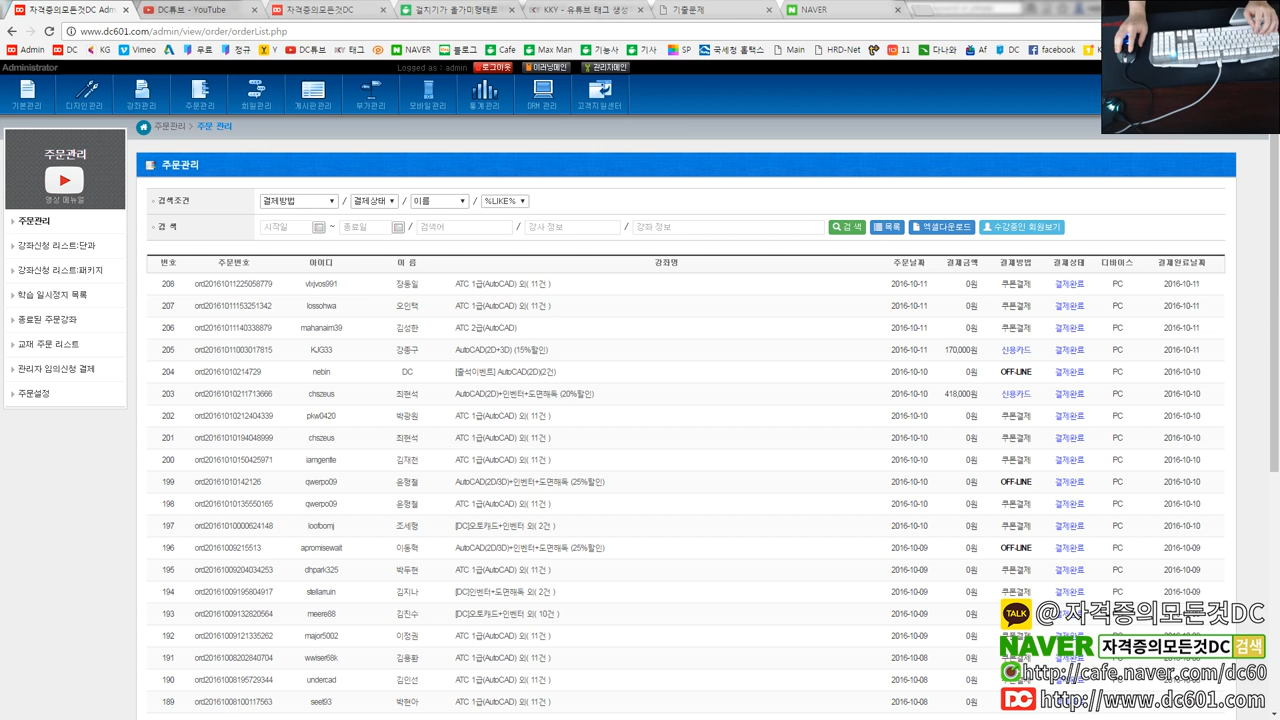 자격증의모든것DC Adm
DC튜브 - YouTube
자격증의모든것DC
걸치기가 올가미형태로
KKY - 유튜브 태그 생성
기출문제
NAVER
www.dc601.com/admin/view/order/orderList.php
Admin DC KG Vimeo 상 무료 정규 Y DC튜브 KKY 태그 NAVER 블로그 Cafe Max Man 기능사 기사 SP 국세청 홈택스 Main HRD-Net 11 다나와 Af DC facebook
Administrator
Logged as : admin 로그아웃 이러닝메인 관리자메인
기본관리 디자인관리 강좌관리 주문관리 회원관리 게시판관리 부가관리 모바일관리 통계관리 DRM 관리 고객지원센터
주문관리 > 주문 관리
주문관리
영상 메뉴얼
주문관리
강좌신청 리스트:단과
강좌신청 리스트:패키지
학습 일시정지 목록
종료된 수강강좌
교재 주문 리스트
관리자 임의신청 결제
주문설정
주문관리
검색조건 결제방법 / 결제상태 / 이름 / %LIKE%
검 색 시작일 ~ 종료일 / 검색어 / 강사 정보 / 강좌 정보 검 색 목록 엑셀다운로드 수강중인 회원보기
번호 주문번호 아이디 이 름 강좌명 주문날짜 결제금액 결제방법 결제상태 디바이스 결제완료날짜
208 ord20161011225058779 vlxjvos991 장동일 ATC 1급(AutoCAD) 외( 11건 ) 2016-10-11 0원 쿠폰결제 결제완료 PC 2016-10-11
207 ord20161011153251342 lossohwa 오인택 ATC 1급(AutoCAD) 외( 11건 ) 2016-10-11 0원 쿠폰결제 결제완료 PC 2016-10-11
206 ord20161011140338879 mahanaim39 김성한 ATC 2급(AutoCAD) 2016-10-11 0원 쿠폰결제 결제완료 PC 2016-10-11
205 ord20161011003017815 KJG33 강종구 AutoCAD(2D+3D) (15%할인) 2016-10-11 170,000원 신용카드 결제완료 PC 2016-10-11
204 ord20161010214729 nebin DC [출석이벤트] AutoCAD(2D)(2건) 2016-10-10 0원 OFF-LINE 결제완료 PC 2016-10-10
203 ord20161010211713666 chszeus 최현석 AutoCAD(2D)+인벤터+도면해독 (20%할인) 2016-10-10 418,000원 신용카드 결제완료 PC 2016-10-10
202 ord20161010212404339 pkw0420 박광원 ATC 1급(AutoCAD) 외( 11건 ) 2016-10-10 0원 쿠폰결제 결제완료 PC 2016-10-10
201 ord20161010194048999 chszeus 최현석 ATC 1급(AutoCAD) 외( 11건 ) 2016-10-10 0원 쿠폰결제 결제완료 PC 2016-10-10
200 ord20161010150425971 iamgentle 김재전 ATC 1급(AutoCAD) 외( 11건 ) 2016-10-10 0원 쿠폰결제 결제완료 PC 2016-10-10
199 ord20161010142126 qwerpo09 윤형철 AutoCAD(2D/3D)+인벤터+도면해독 (25%할인) 2016-10-10 0원 OFF-LINE 결제완료 PC 2016-10-10
198 ord20161010135550165 qwerpo09 윤형철 ATC 1급(AutoCAD) 외( 11건 ) 2016-10-10 0원 쿠폰결제 결제완료 PC 2016-10-10
197 ord20161010000624148 loofbomj 조세형 [DC]오토캐드+인벤터 외( 2건 ) 2016-10-10 0원 쿠폰결제 결제완료 PC 2016-10-10
196 ord20161009215513 apromisewait 이동혁 AutoCAD(2D/3D)+인벤터+도면해독 (25%할인) 2016-10-09 0원 OFF-LINE 결제완료 PC 2016-10-09
195 ord20161009204034253 dhpark325 박두현 ATC 1급(AutoCAD) 외( 11건 ) 2016-10-09 0원 쿠폰결제 결제완료 PC 2016-10-09
194 ord20161009195804917 stellarruin 김지나 [DC]인벤터+도면해독 외( 2건 ) 2016-10-09 0원 쿠폰결제 결제완료 PC 2016-10-09
193 ord20161009132820564 meere88 김진수 [DC]오토캐드+인벤터 외( 10건 ) 2016-10-09 0원
192 ord20161009121335262 major5002 이정권 ATC 1급(AutoCAD) 외( 11건 ) 2016-10-09 0원
191 ord20161008202840704 wwiser68k 김용환 ATC 1급(AutoCAD) 외( 11건 ) 2016-10-08 0원
190 ord20161008195729344 undercad 김인선 ATC 1급(AutoCAD) 외( 11건 ) 2016-10-08 0원
189 ord20161008100117563 seet93 박현아 ATC 1급(AutoCAD) 외( 11건 ) 2016-10-08 0원
TALK @ 자격증의모든것DC
NAVER 자격증의모든것DC 검색
http://cafe.naver.com/dc60
DC http://www.dc601.com